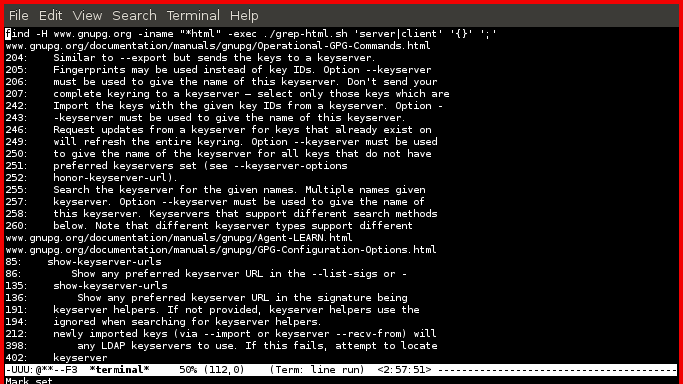 File Edit View Search Terminal Help
find -H www.gnupg.org -iname "*html" -exec ./grep-html.sh 'server|client' '{}' ';'
www.gnupg.org/documentation/manuals/gnupg/Operational-GPG-Commands.html
204:    Similar to --export but sends the keys to a keyserver.
205:    Fingerprints may be used instead of key IDs. Option --keyserver
206:    must be used to give the name of this keyserver. Don't send your
207:    complete keyring to a keyserver — select only those keys which are
242:    Import the keys with the given key IDs from a keyserver. Option -
243:    -keyserver must be used to give the name of this keyserver.
246:    Request updates from a keyserver for keys that already exist on
249:    will refresh the entire keyring. Option --keyserver must be used
250:    to give the name of the keyserver for all keys that do not have
251:    preferred keyservers set (see --keyserver-options
252:    honor-keyserver-url).
255:    Search the keyserver for the given names. Multiple names given
257:    keyserver. Option --keyserver must be used to give the name of
258:    this keyserver. Keyservers that support different search methods
260:    below. Note that different keyserver types support different
www.gnupg.org/documentation/manuals/gnupg/Agent-LEARN.html
www.gnupg.org/documentation/manuals/gnupg/GPG-Configuration-Options.html
85:    show-keyserver-urls
86:        Show any preferred keyserver URL in the --list-sigs or -
135:    show-keyserver-urls
136:        Show any preferred keyserver URL in the signature being
191:    keyserver helpers. If not provided, keyserver helpers use the
194:    ignored when searching for keyserver helpers.
212:    newly imported keys (via --import or keyserver --recv-from) will
398:        any LDAP keyservers to use. If this fails, attempt to locate
402:    keyserver
-UUU:@**--F3  *terminal*     50% (112,0)    (Term: line run)  <2:57:51> ----------------------------------------
Mark set